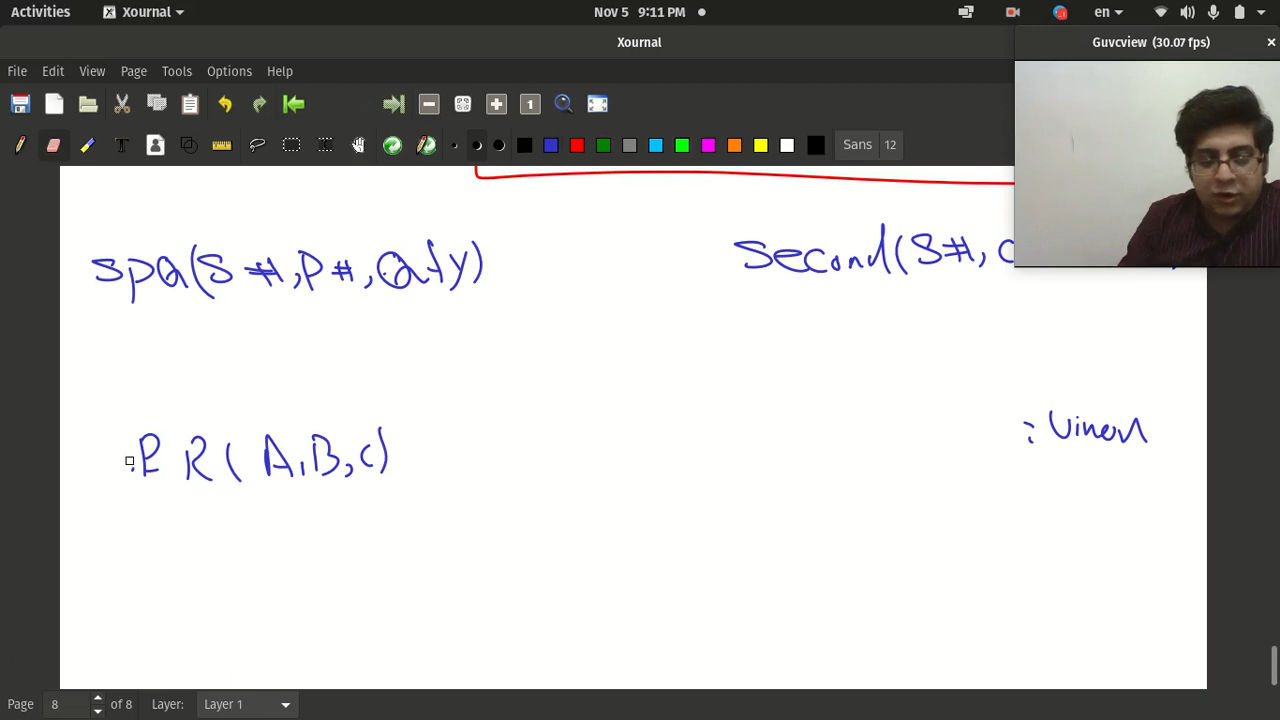 Activities Xournal Nov 5 9:11 PM en
Xournal
Guvcview (30.07 fps)
File Edit View Page Tools Options Help
1
Sans 12
SPQ(S#,P#,Qty)
Second(S#,
R(A,B,C)
Page 8 of 8 Layer: Layer 1